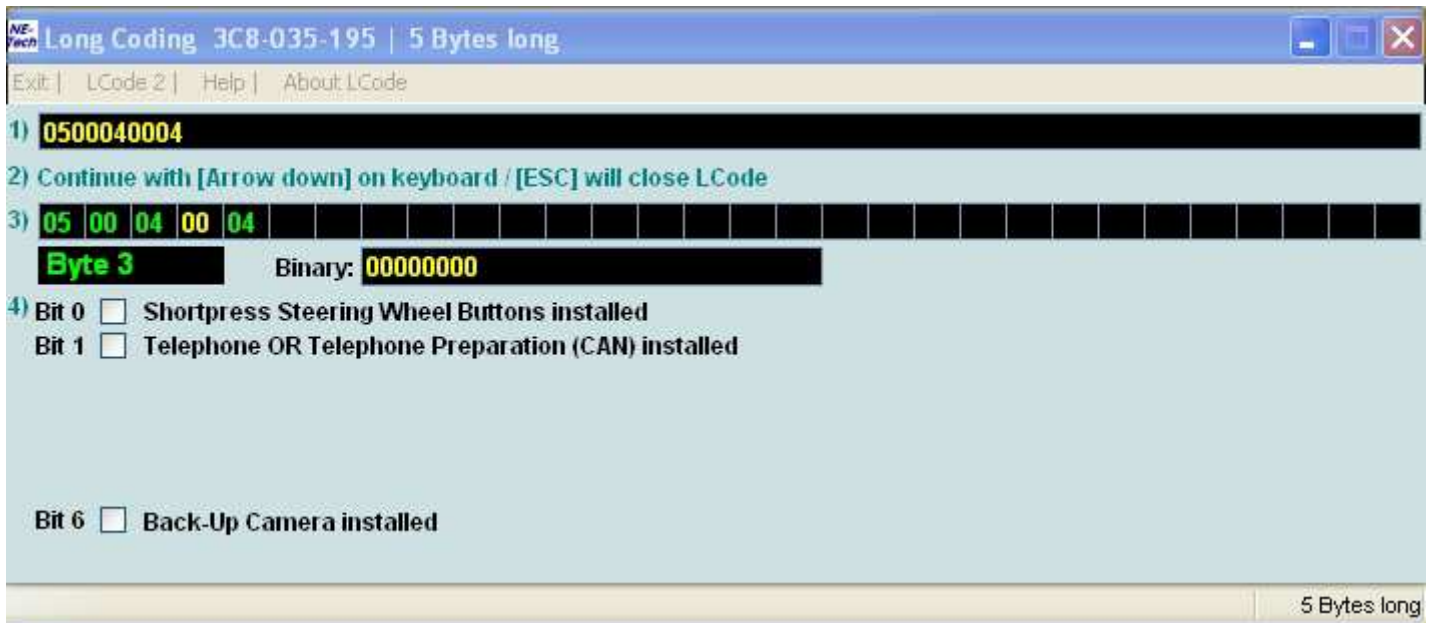 NE-Tech Long Coding 3C8-035-195 | 5 Bytes long
Exit | LCode 2 | Help | About LCode
1) 0500040004
2) Continue with [Arrow down] on keyboard / [ESC] will close LCode
3) 05 00 04 00 04
Byte 3 Binary: 00000000
4) Bit 0 Shortpress Steering Wheel Buttons installed
Bit 1 Telephone OR Telephone Preparation (CAN) installed
Bit 6 Back-Up Camera installed
5 Bytes long